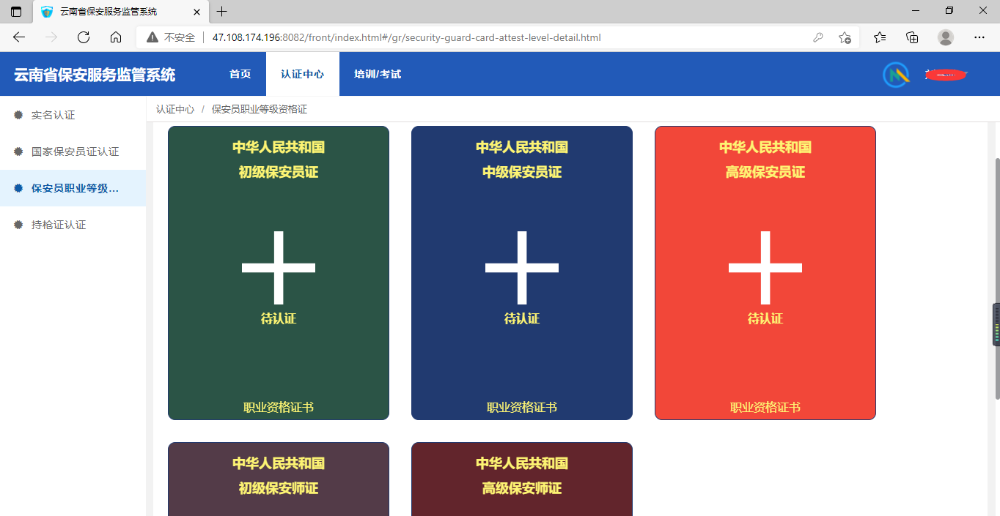 云南省保安服务监管系统
不安全 47.108.174.196:8082/front/index.html#/gr/security-guard-card-attest-level-detail.html
云南省保安服务监管系统 首页 认证中心 培训/考试
实名认证
国家保安员证认证
保安员职业等级...
持枪证认证
认证中心 / 保安员职业等级资格证
中华人民共和国
初级保安员证
待认证
职业资格证书
中华人民共和国
中级保安员证
待认证
职业资格证书
中华人民共和国
高级保安员证
待认证
职业资格证书
中华人民共和国
初级保安师证
中华人民共和国
高级保安师证